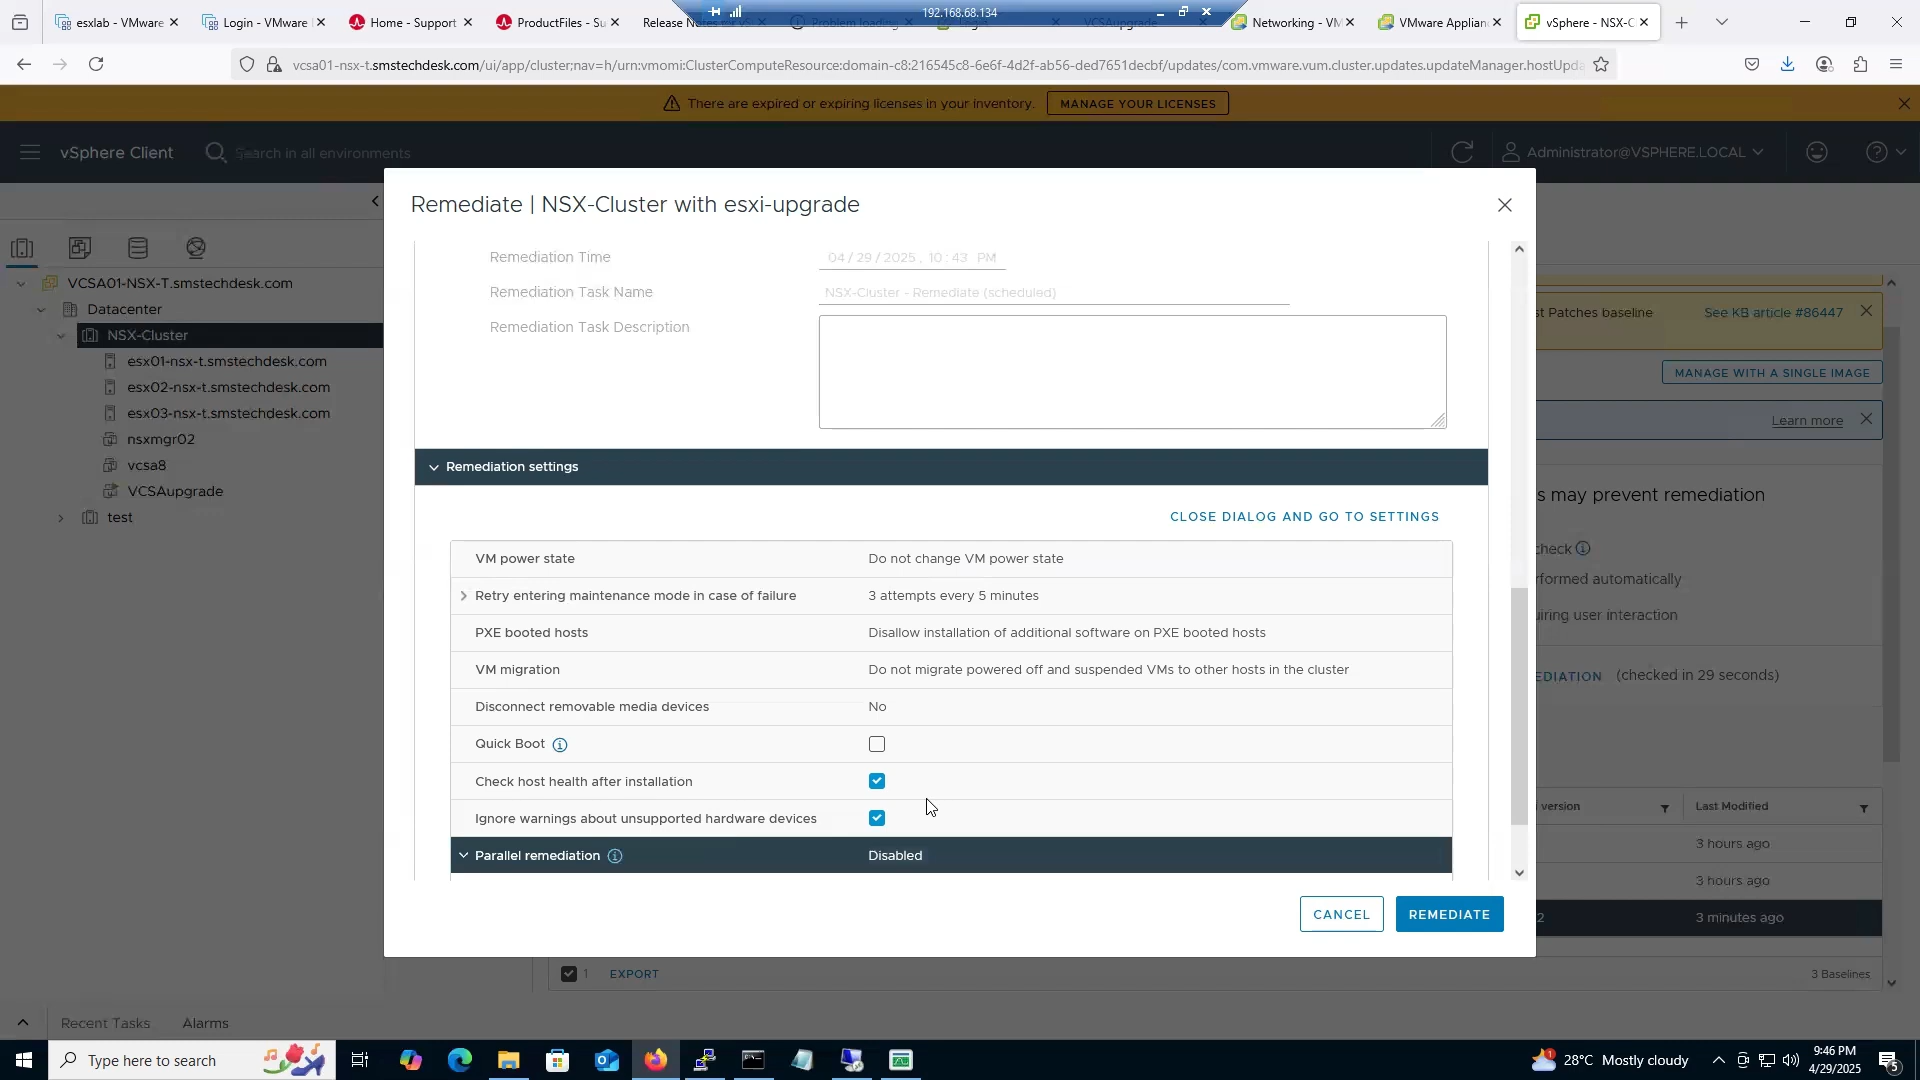 192.168.68.134
esxlab - VMware
Login - VMware
Home - Support
ProductFiles - Su
Release Notes for vS
Problem loading
VCSAupgrade
Networking - VM
VMware Applian
vSphere - NSX-C
vcsa01-nsx-t.smstechdesk.com/ui/app/cluster;nav=h/urn:vmomi:ClusterComputeResource:domain-c8:216545c8-6e6f-4d2f-ab56-ded7651decbf/updates/com.vmware.vum.cluster.updates.updateManager.hostUpda
There are expired or expiring licenses in your inventory. MANAGE YOUR LICENSES
vSphere Client
Search in all environments
Administrator@VSPHERE.LOCAL
VCSA01-NSX-T.smstechdesk.com
Datacenter
NSX-Cluster
esx01-nsx-t.smstechdesk.com
esx02-nsx-t.smstechdesk.com
esx03-nsx-t.smstechdesk.com
nsxmgr02
vcsa8
VCSAupgrade
test
Remediate | NSX-Cluster with esxi-upgrade
Remediation Time 04/29/2025, 10:43 PM
Remediation Task Name NSX-Cluster - Remediate (scheduled)
Remediation Task Description
Remediation settings
CLOSE DIALOG AND GO TO SETTINGS
VM power state Do not change VM power state
Retry entering maintenance mode in case of failure 3 attempts every 5 minutes
PXE booted hosts Disallow installation of additional software on PXE booted hosts
VM migration Do not migrate powered off and suspended VMs to other hosts in the cluster
Disconnect removable media devices No
Quick Boot
Check host health after installation
Ignore warnings about unsupported hardware devices
Parallel remediation Disabled
CANCEL REMEDIATE
st Patches baseline See KB article #86447
MANAGE WITH A SINGLE IMAGE
Learn more
s may prevent remediation
check
rformed automatically
uiring user interaction
EDIATION (checked in 29 seconds)
version Last Modified
3 hours ago
3 hours ago
2 3 minutes ago
1 EXPORT 3 Baselines
Recent Tasks Alarms
Type here to search
28°C Mostly cloudy
9:46 PM
4/29/2025
5